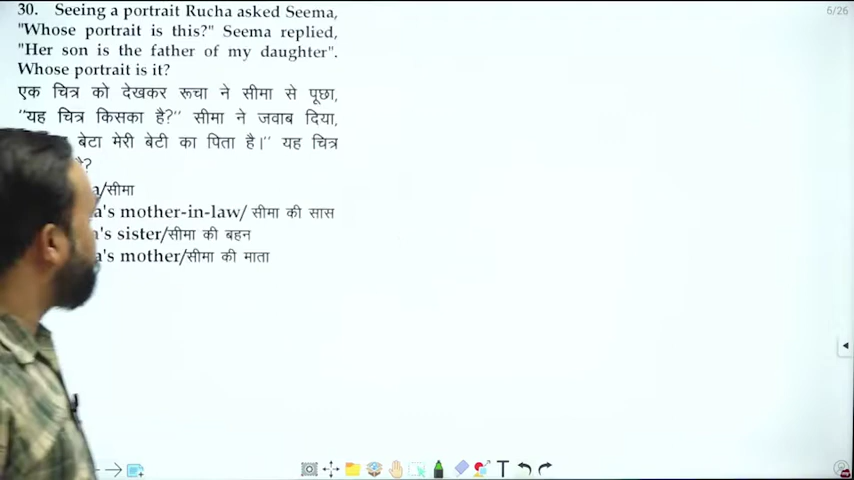 30. Seeing a portrait Rucha asked Seema,
"Whose portrait is this?" Seema replied,
"Her son is the father of my daughter".
Whose portrait is it?
एक चित्र को देखकर रूचा ने सीमा से पूछा,
"यह चित्र किसका है?" सीमा ने जवाब दिया,
बेटा मेरी बेटी का पिता है।" यह चित्र
है?
/सीमा
's mother-in-law/ सीमा की सास
's sister/सीमा की बहन
's mother/सीमा की माता
6/26
T